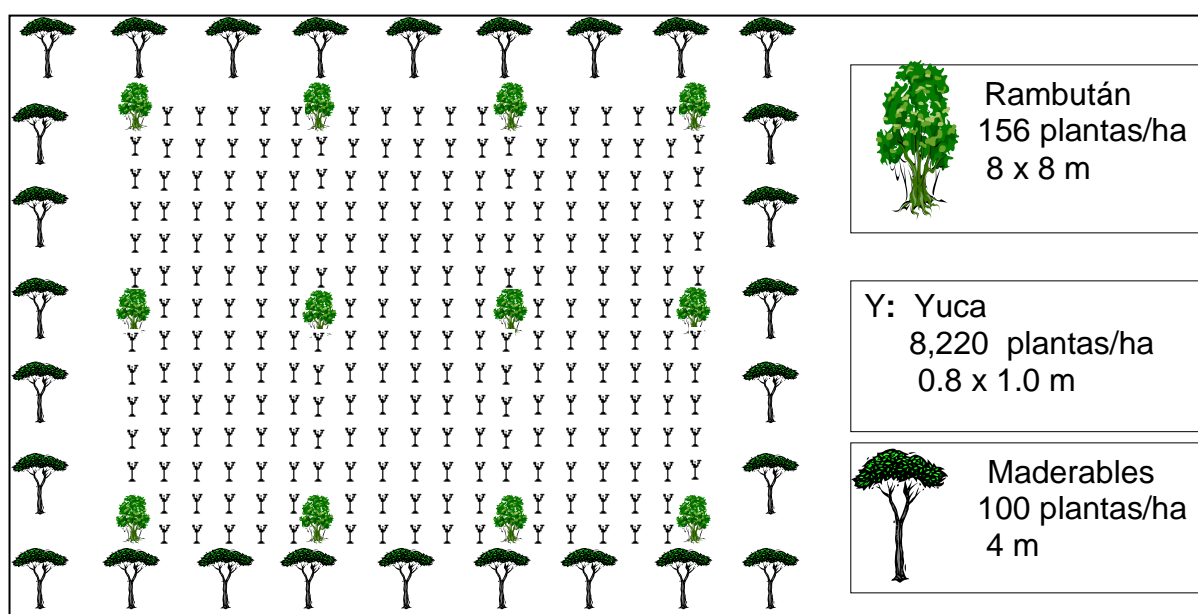 Rambután
156 plantas/ha
8 x 8 m
Y: Yuca
8,220 plantas/ha
0.8 x 1.0 m
Maderables
100 plantas/ha
4 m